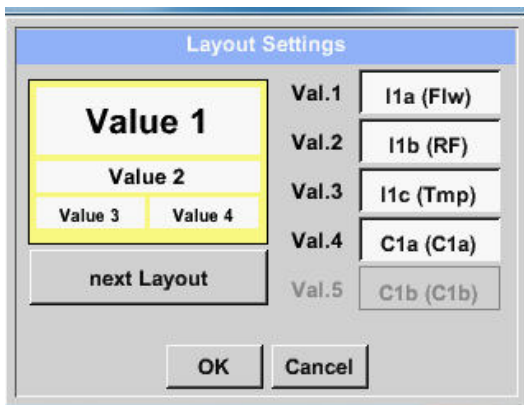 Layout Settings
Value 1
Value 2
Value 3 Value 4
next Layout
Val.1 I1a (Flw)
Val.2 I1b (RF)
Val.3 I1c (Tmp)
Val.4 C1a (C1a)
Val.5 C1b (C1b)
OK Cancel